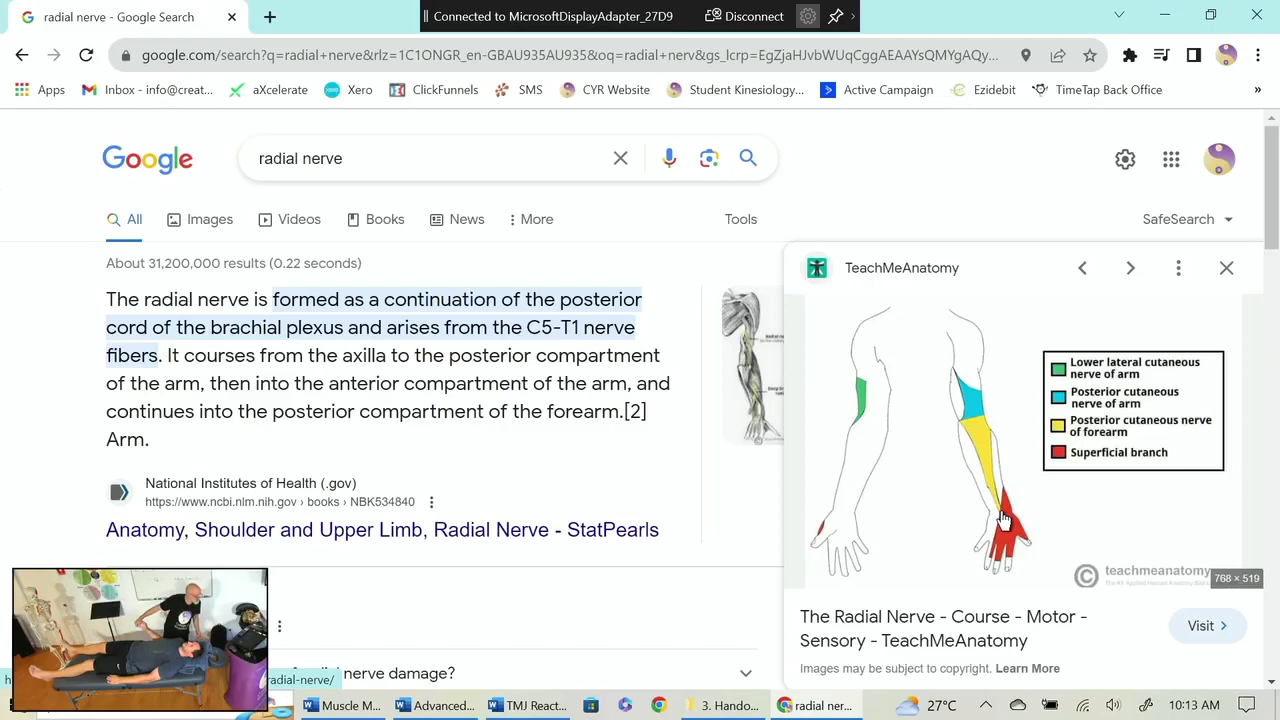 radial nerve - Google Search
Connected to MicrosoftDisplayAdapter_27D9
Disconnect
google.com/search?q=radial+nerve&rlz=1C1ONGR_en-GBAU935AU935&oq=radial+nerv&gs_lcrp=EgZjaHJvbWUqCggAEAAYsQMYgAQy...
Apps
Inbox - info@creat...
aXcelerate
Xero
ClickFunnels
SMS
CYR Website
Student Kinesiology...
Active Campaign
Ezidebit
TimeTap Back Office
»
Google
radial nerve
All
Images
Videos
Books
News
More
Tools
SafeSearch
About 31,200,000 results (0.22 seconds)
The radial nerve is formed as a continuation of the posterior
cord of the brachial plexus and arises from the C5-T1 nerve
fibers. It courses from the axilla to the posterior compartment
of the arm, then into the anterior compartment of the arm, and
continues into the posterior compartment of the forearm.[2]
Arm.
National Institutes of Health (.gov)
https://www.ncbi.nlm.nih.gov › books › NBK534840
Anatomy, Shoulder and Upper Limb, Radial Nerve - StatPearls
nerve damage?
radial-nerve/
TeachMeAnatomy
Lower lateral cutaneous
nerve of arm
Posterior cutaneous
nerve of arm
Posterior cutaneous nerve
of forearm
Superficial branch
© teachmeanatomy
768 × 519
The Radial Nerve - Course - Motor -
Sensory - TeachMeAnatomy
Visit
Images may be subject to copyright. Learn More
Muscle M...
Advanced...
TMJ React...
3. Handou...
radial ner...
27°C
10:13 AM